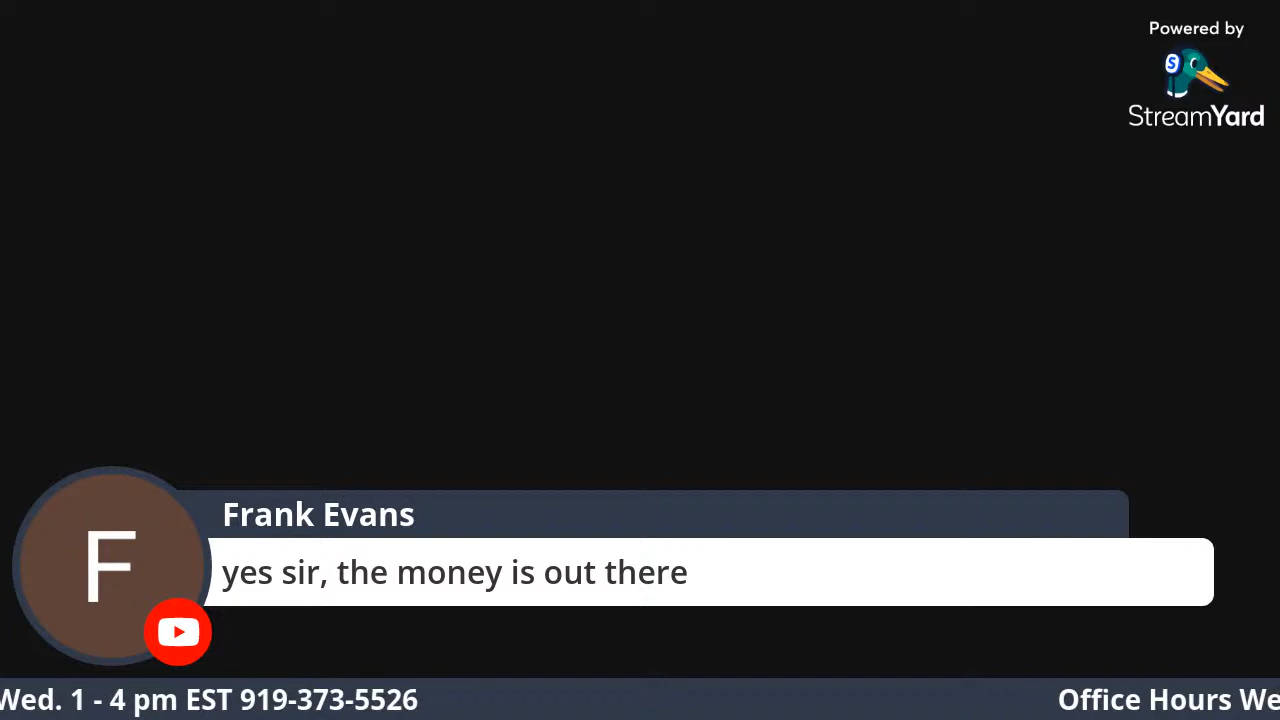 Powered by
S
StreamYard
F
Frank Evans
yes sir, the money is out there
Wed. 1 - 4 pm EST 919-373-5526
Office Hours We